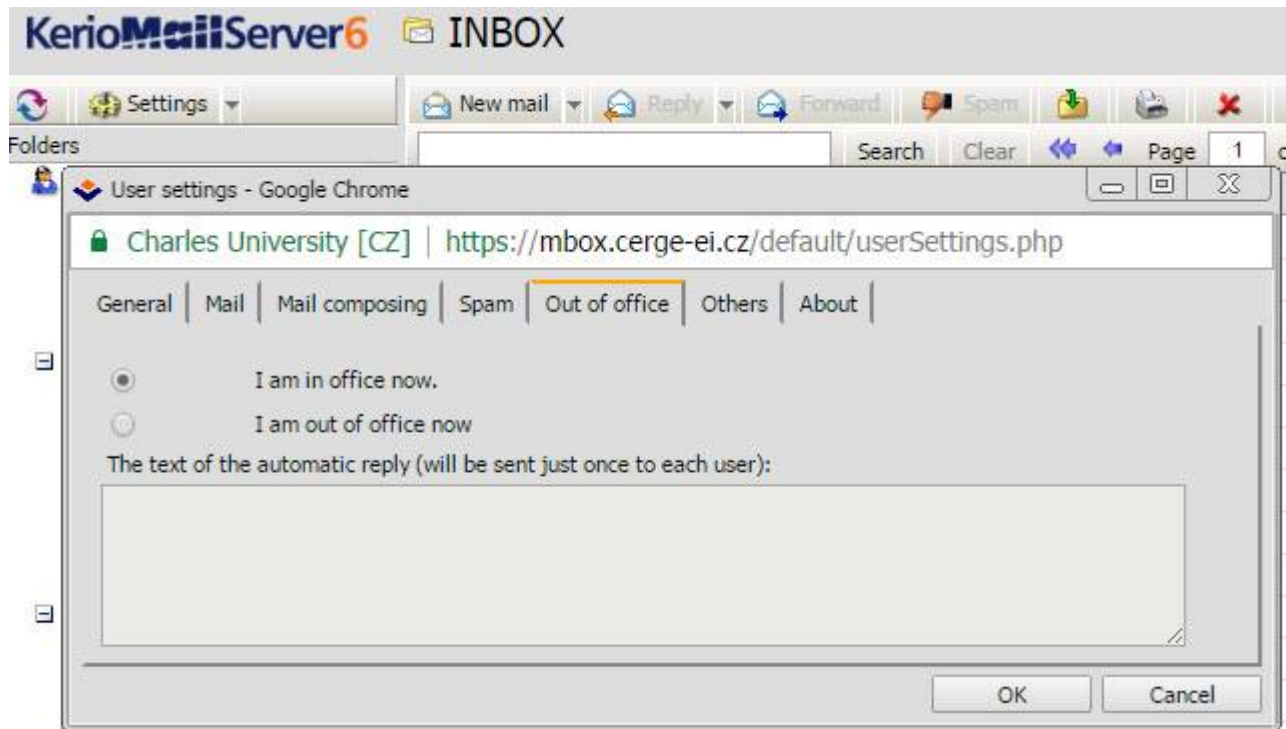 KerioMailServer6 INBOX
Settings New mail Reply Forward Spam
Folders Search Clear Page 1
User settings - Google Chrome
Charles University [CZ] | https://mbox.cerge-ei.cz/default/userSettings.php
General Mail Mail composing Spam Out of office Others About
I am in office now.
I am out of office now
The text of the automatic reply (will be sent just once to each user):
OK Cancel